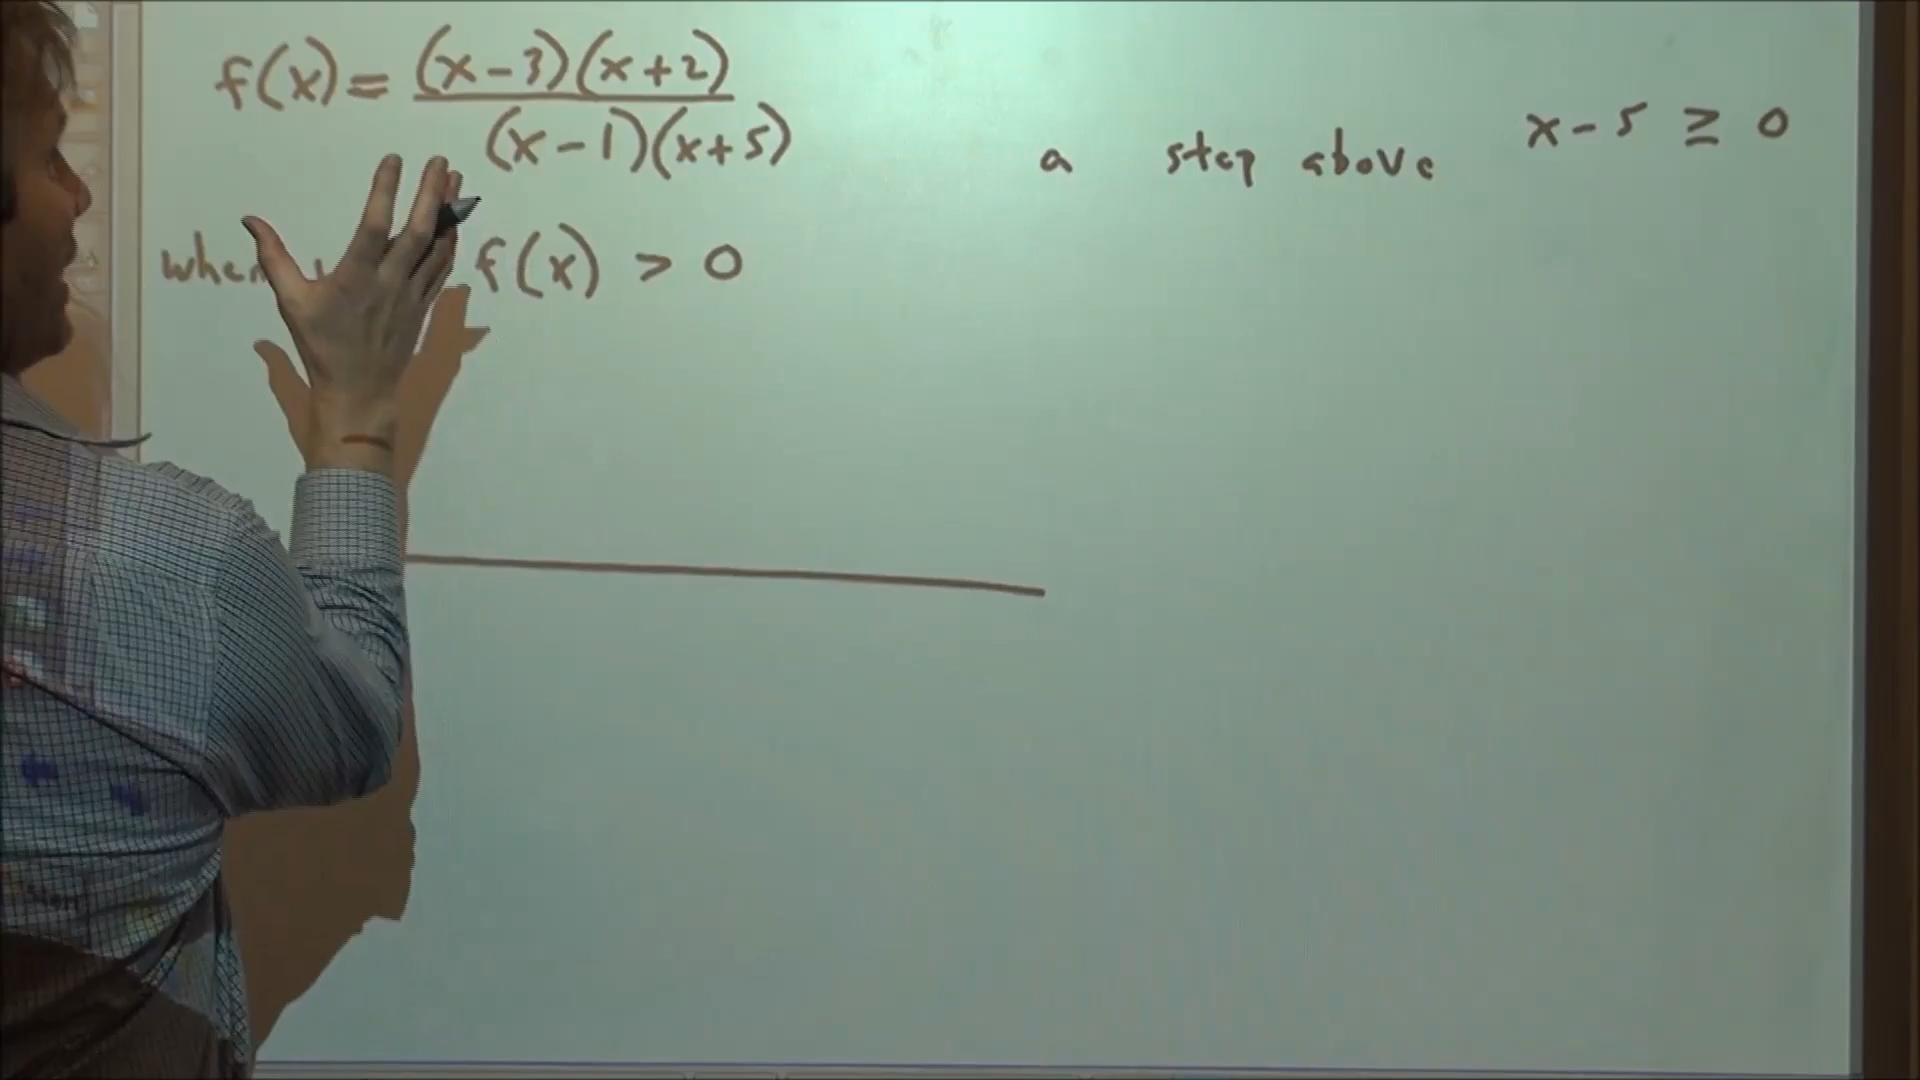 f(x) = (x-3)(x+2)
(x-1)(x+5)
a step above x-5 ≥ 0
when f(x) > 0